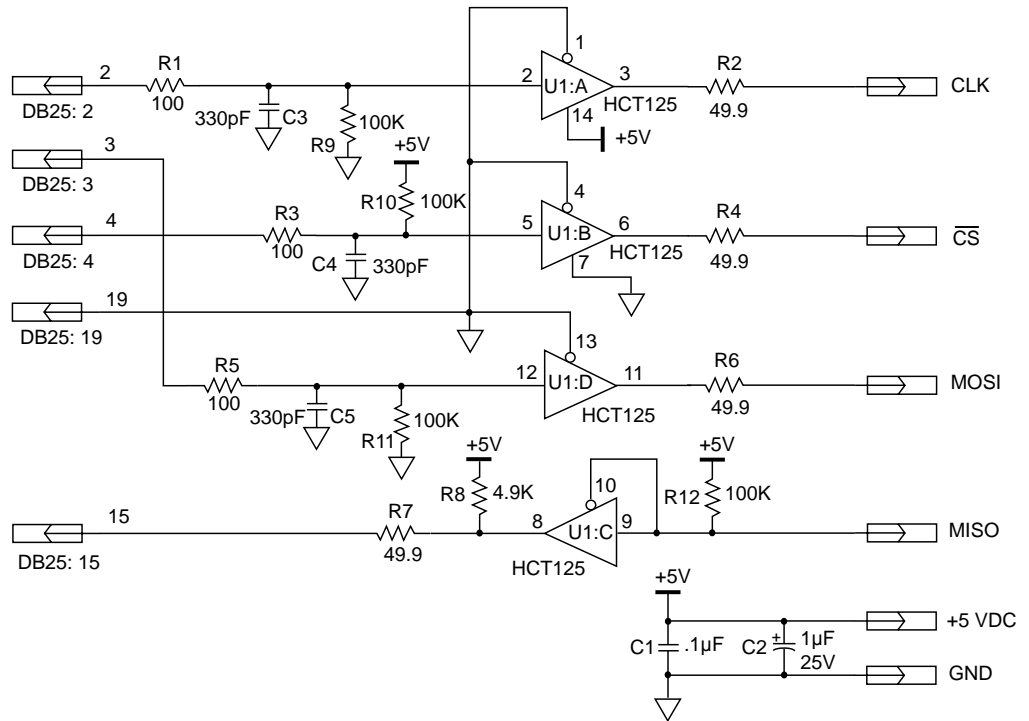 2 R1 1 R2
DB25: 2 100 330pF C3 R9 100K 2 U1:A 3 HCT125 14 +5V 49.9 CLK
3
DB25: 3
+5V
4 R3 R10 100K 4 R4
DB25: 4 100 C4 330pF 5 U1:B 6 HCT125 7 49.9 CS
19
DB25: 19
13
R5 R6
100 330pF C5 R11 100K 12 U1:D 11 HCT125 49.9 MOSI
+5V +5V
15 R7 R8 4.9K 10 R12 100K
DB25: 15 49.9 8 U1:C 9 HCT125 MISO
+5V
C1 .1µF C2 + 1µF 25V +5 VDC
GND